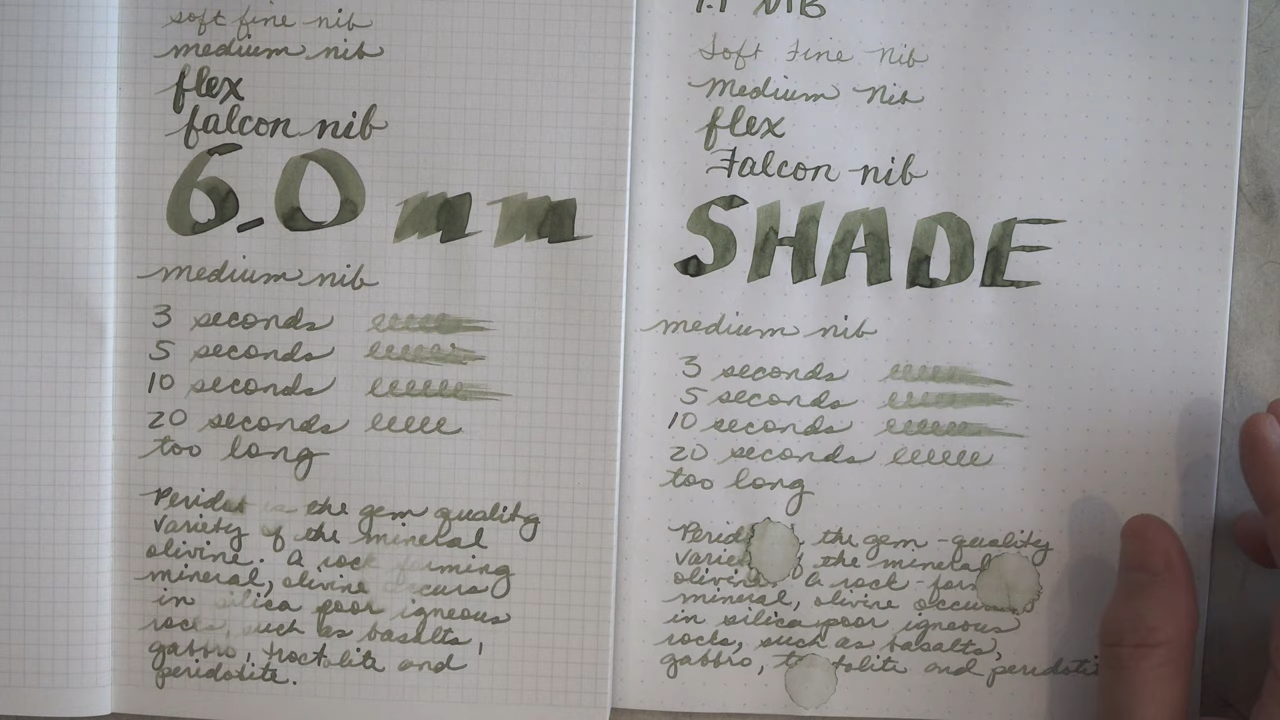 soft fine nib
medium nib
flex
falcon nib
6.0 mm
medium nib
3 seconds
5 seconds
10 seconds
20 seconds
too long
Peridot is the gem quality
variety of the mineral
olivine. A rock forming
mineral, olivine occurs
in silica poor igneous
rocks, such as basalts,
gabbro, troctolite and
peridotite.
1.1 NIB
Soft Fine Nib
Medium Nib
flex
Falcon nib
SHADE
medium nib
3 seconds
5 seconds
10 seconds
20 seconds
too long
the gem-quality
the mineral
A rock-
mineral, olivine
in silica poor igneous
rocks, such as basalts,
gabbro, and